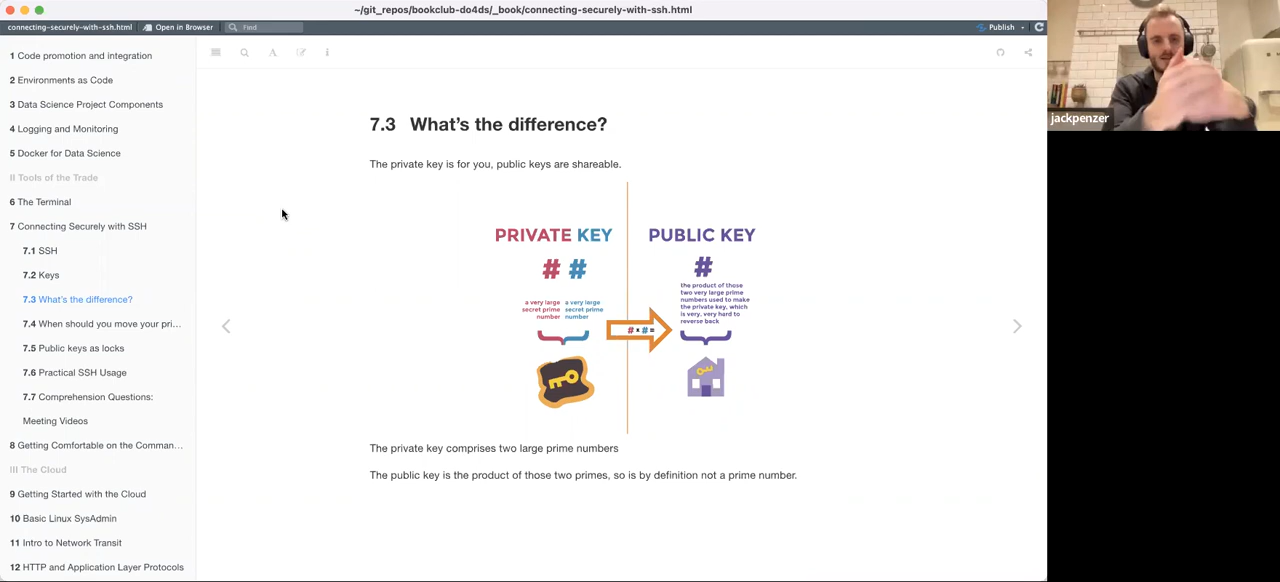 ~/git_repos/bookclub-do4ds/_book/connecting-securely-with-ssh.html
connecting-securely-with-ssh.html
Open in Browser
Find
Publish
1 Code promotion and integration
2 Environments as Code
3 Data Science Project Components
4 Logging and Monitoring
5 Docker for Data Science
II Tools of the Trade
6 The Terminal
7 Connecting Securely with SSH
7.1 SSH
7.2 Keys
7.3 What's the difference?
7.4 When should you move your pri...
7.5 Public keys as locks
7.6 Practical SSH Usage
7.7 Comprehension Questions:
Meeting Videos
8 Getting Comfortable on the Comman...
III The Cloud
9 Getting Started with the Cloud
10 Basic Linux SysAdmin
11 Intro to Network Transit
12 HTTP and Application Layer Protocols
7.3 What's the difference?
The private key is for you, public keys are shareable.
PRIVATE KEY
# #
a very large
secret prime
number
a very large
secret prime
number
# x # =
PUBLIC KEY
#
the product of those
two very large prime
numbers used to make
the private key, which
is very, very hard to
reverse back
The private key comprises two large prime numbers
The public key is the product of those two primes, so is by definition not a prime number.
jackpenzer